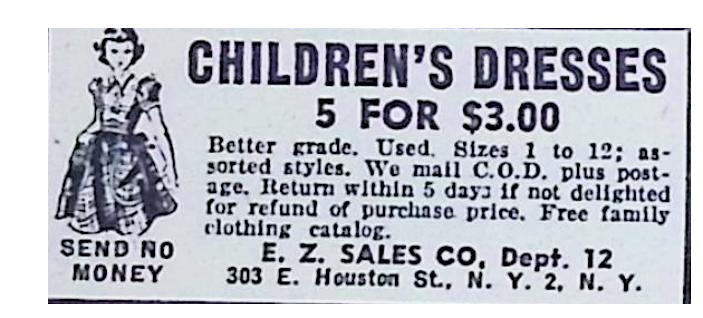 CHILDREN'S DRESSES
5 FOR $3.00
Better grade. Used. Sizes 1 to 12; as-
sorted styles. We mail C.O.D. plus post-
age. Return within 5 days if not delighted
for refund of purchase price. Free family
clothing catalog.
SEND NO
MONEY
E. Z. SALES CO, Dept. 12
303 E. Houston St., N. Y. 2, N. Y.